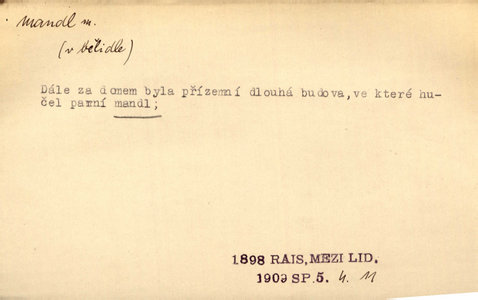 mandl m.
(v bělidle)
Dále za domem byla přízemní dlouhá budova, ve které hu-
čel parní mandl;
1898 RAIS, MEZI LID.
1909 SP. 5. 4. 11